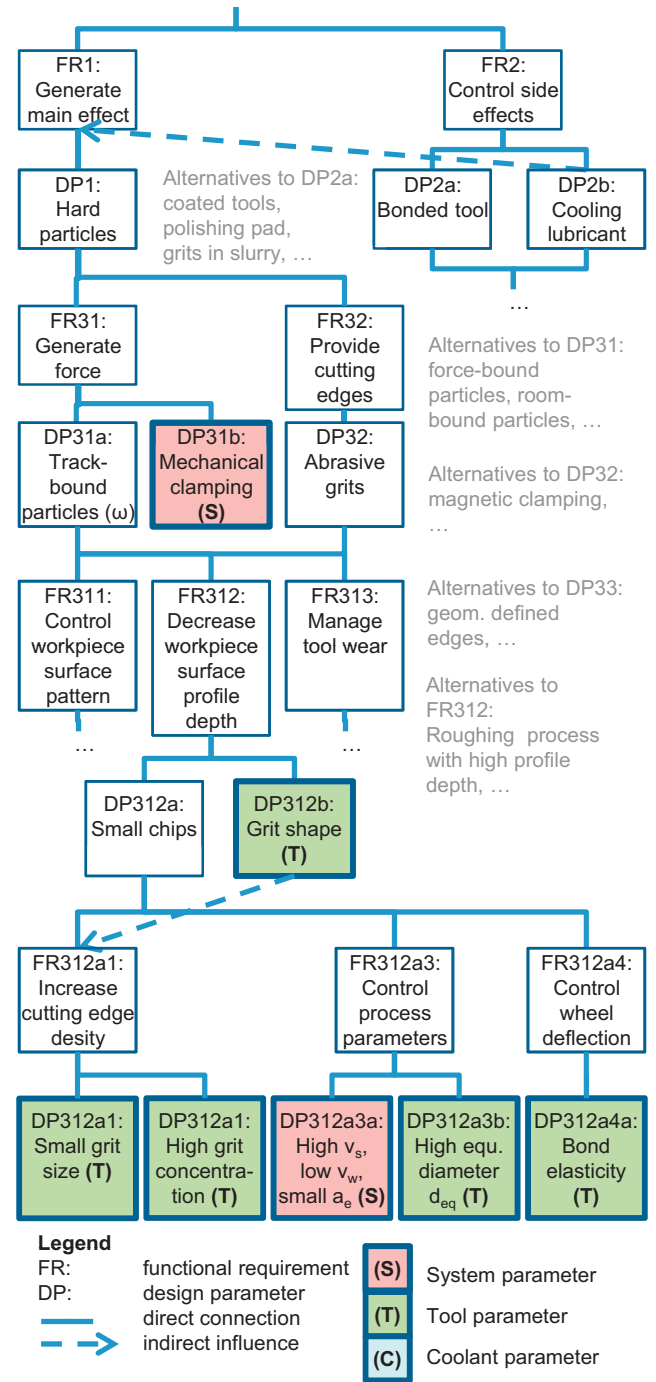 FR1:
Generate
main effect
FR2:
Control side
effects
DP1:
Hard
particles
Alternatives to DP2a:
coated tools,
polishing pad,
grits in slurry, …
DP2a:
Bonded tool
DP2b:
Cooling
lubricant
…
FR31:
Generate
force
FR32:
Provide
cutting
edges
Alternatives to DP31:
force-bound
particles, room-
bound particles, …
DP31a:
Track-
bound
particles (ω)
DP31b:
Mechanical
clamping
(S)
DP32:
Abrasive
grits
Alternatives to DP32:
magnetic clamping,
…
FR311:
Control
workpiece
surface
pattern
FR312:
Decrease
workpiece
surface
profile
depth
FR313:
Manage
tool wear
Alternatives to DP33:
geom. defined
edges, …
Alternatives to
FR312:
Roughing process
with high profile
depth, …
…
…
DP312a:
Small chips
DP312b:
Grit shape
(T)
FR312a1:
Increase
cutting edge
desity
FR312a3:
Control
process
parameters
FR312a4:
Control
wheel
deflection
DP312a1:
Small grit
size (T)
DP312a1:
High grit
concentra-
tion (T)
DP312a3a:
High vs,
low vw,
small ae (S)
DP312a3b:
High equ.
diameter
deq (T)
DP312a4a:
Bond
elasticity
(T)
Legend
FR: functional requirement
DP: design parameter
direct connection
indirect influence
(S) System parameter
(T) Tool parameter
(C) Coolant parameter